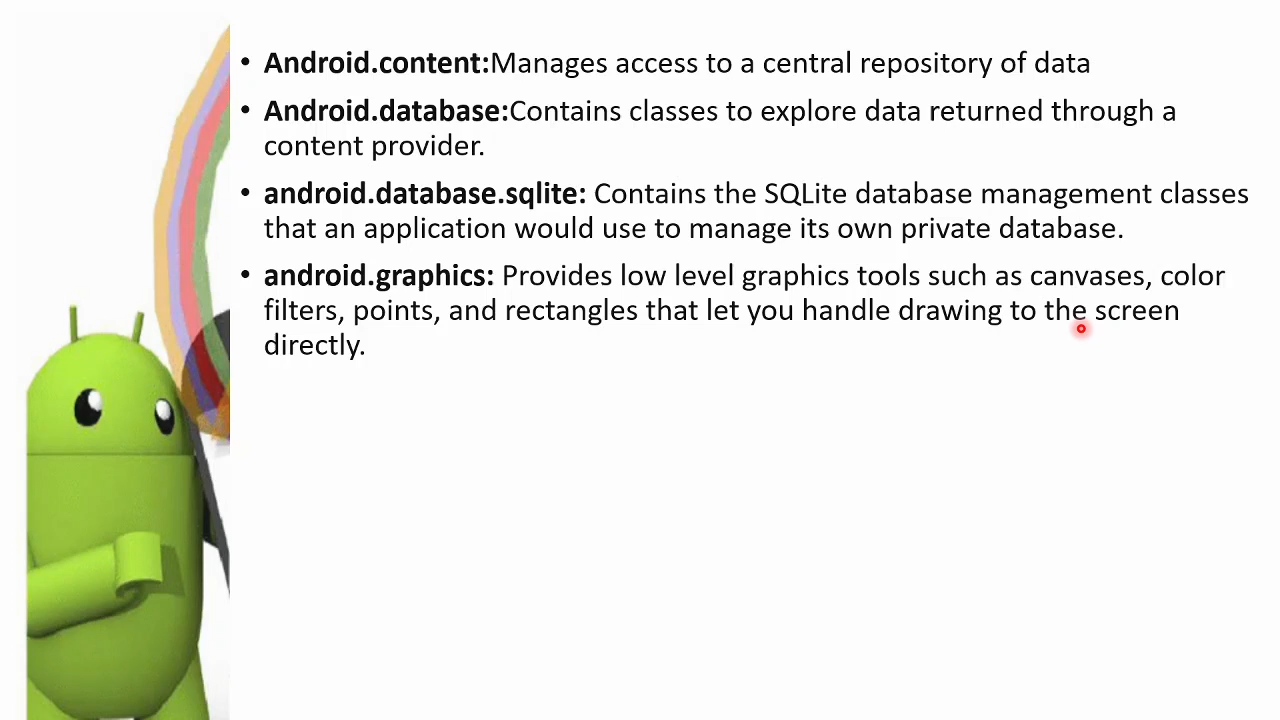 • Android.content:Manages access to a central repository of data
• Android.database:Contains classes to explore data returned through a
content provider.
• android.database.sqlite: Contains the SQLite database management classes
that an application would use to manage its own private database.
• android.graphics: Provides low level graphics tools such as canvases, color
filters, points, and rectangles that let you handle drawing to the screen
directly.